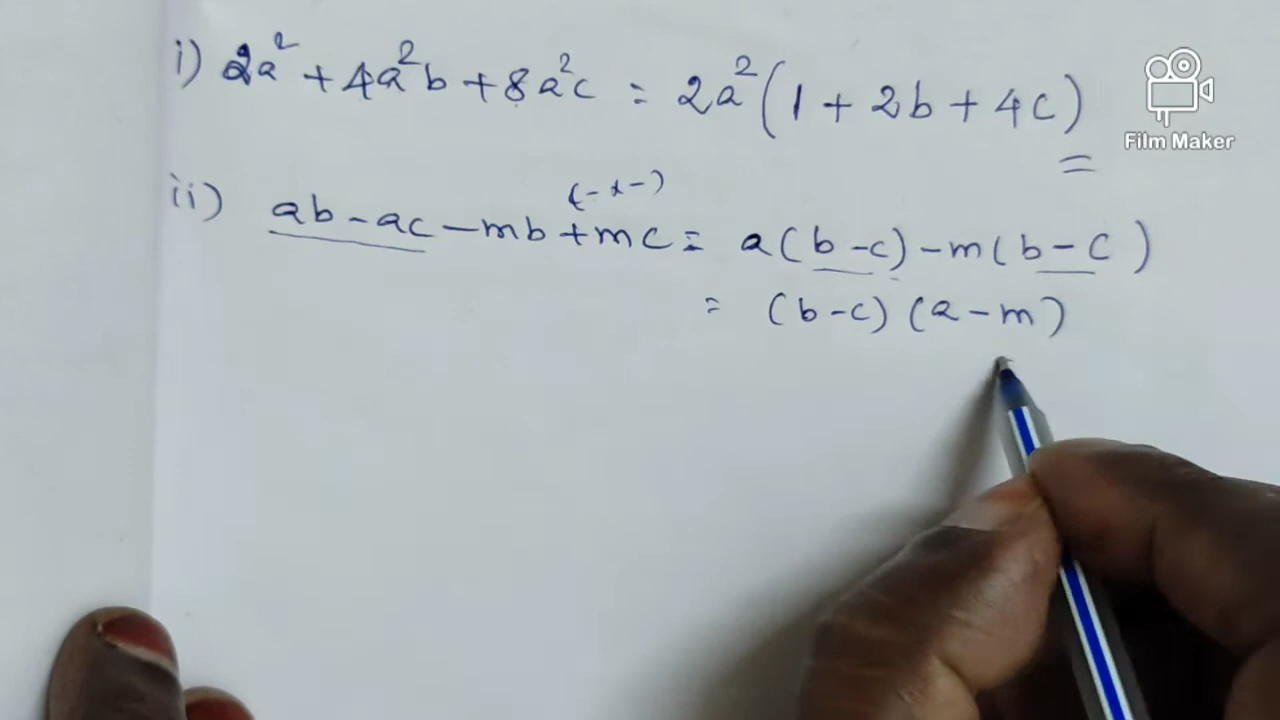 i) 2a² + 4a²b + 8a²c = 2a²(1 + 2b + 4c)
Film Maker
(-x-)
ii) ab - ac - mb + mc = a(b - c) - m(b - c)
= (b - c) (a - m)